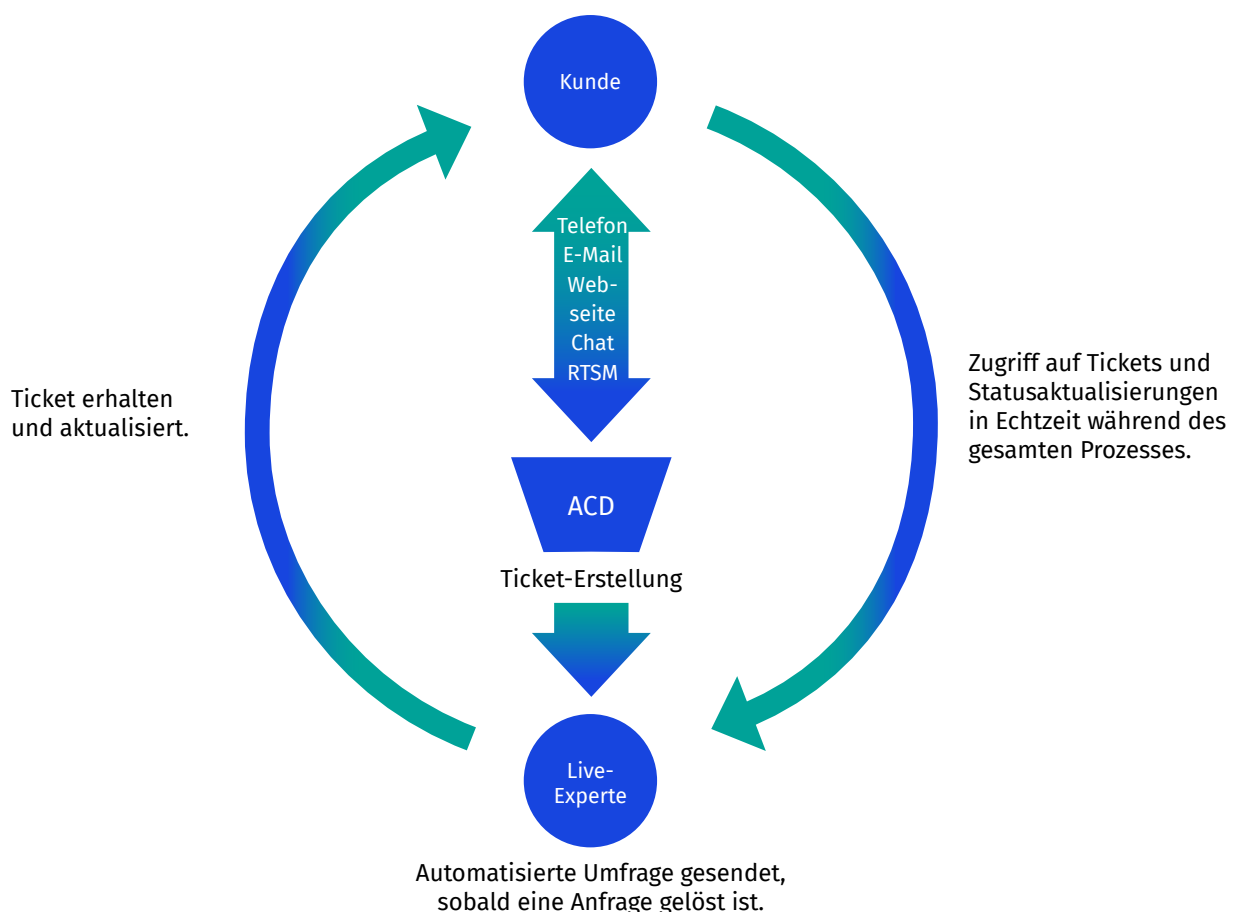 Kunde
Telefon
E-Mail
Web-
seite
Chat
RTSM
Ticket erhalten
und aktualisiert.
Zugriff auf Tickets und
Statusaktualisierungen
in Echtzeit während des
gesamten Prozesses.
ACD
Ticket-Erstellung
Live-
Experte
Automatisierte Umfrage gesendet,
sobald eine Anfrage gelöst ist.